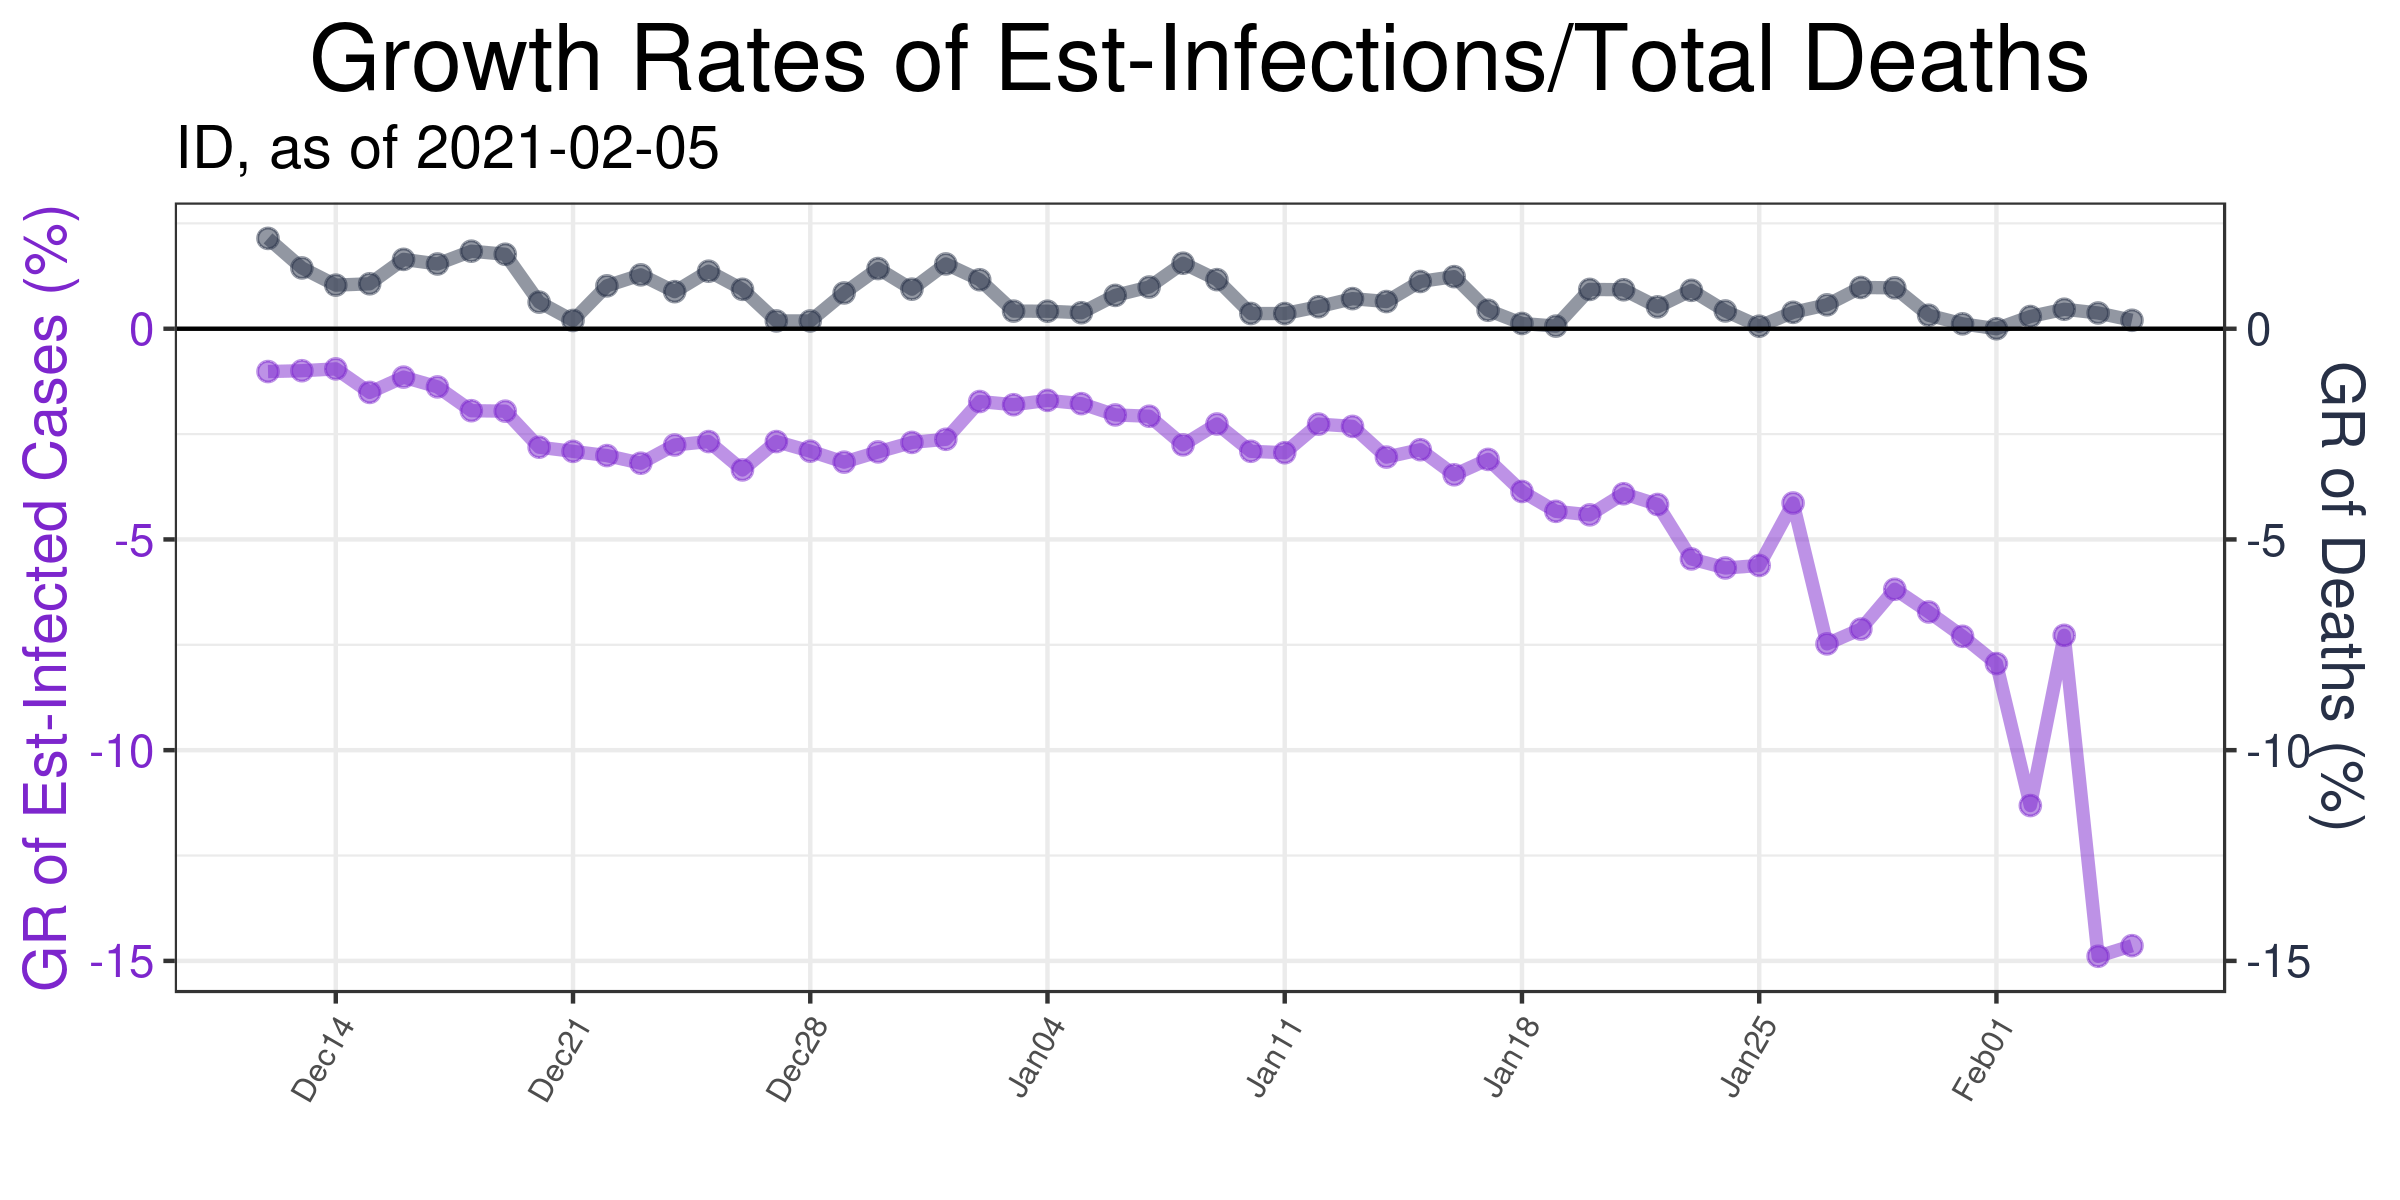 Growth Rates of Est-Infections/Total Deaths
ID, as of 2021-02-05
GR of Est-Infected Cases (%)
0
-5
-10
-15
0
-5
-10
-15
GR of Deaths (%)
Dec14
Dec21
Dec28
Jan04
Jan11
Jan18
Jan25
Feb01